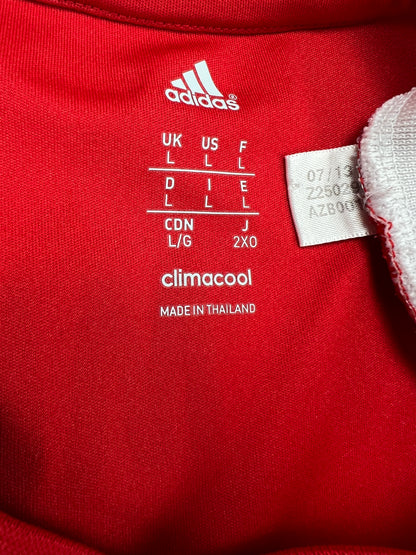 adidas®
UK US F
L L L
D I E
L L L
CDN J
L/G 2XO
climacool
MADE IN THAILAND
07/13